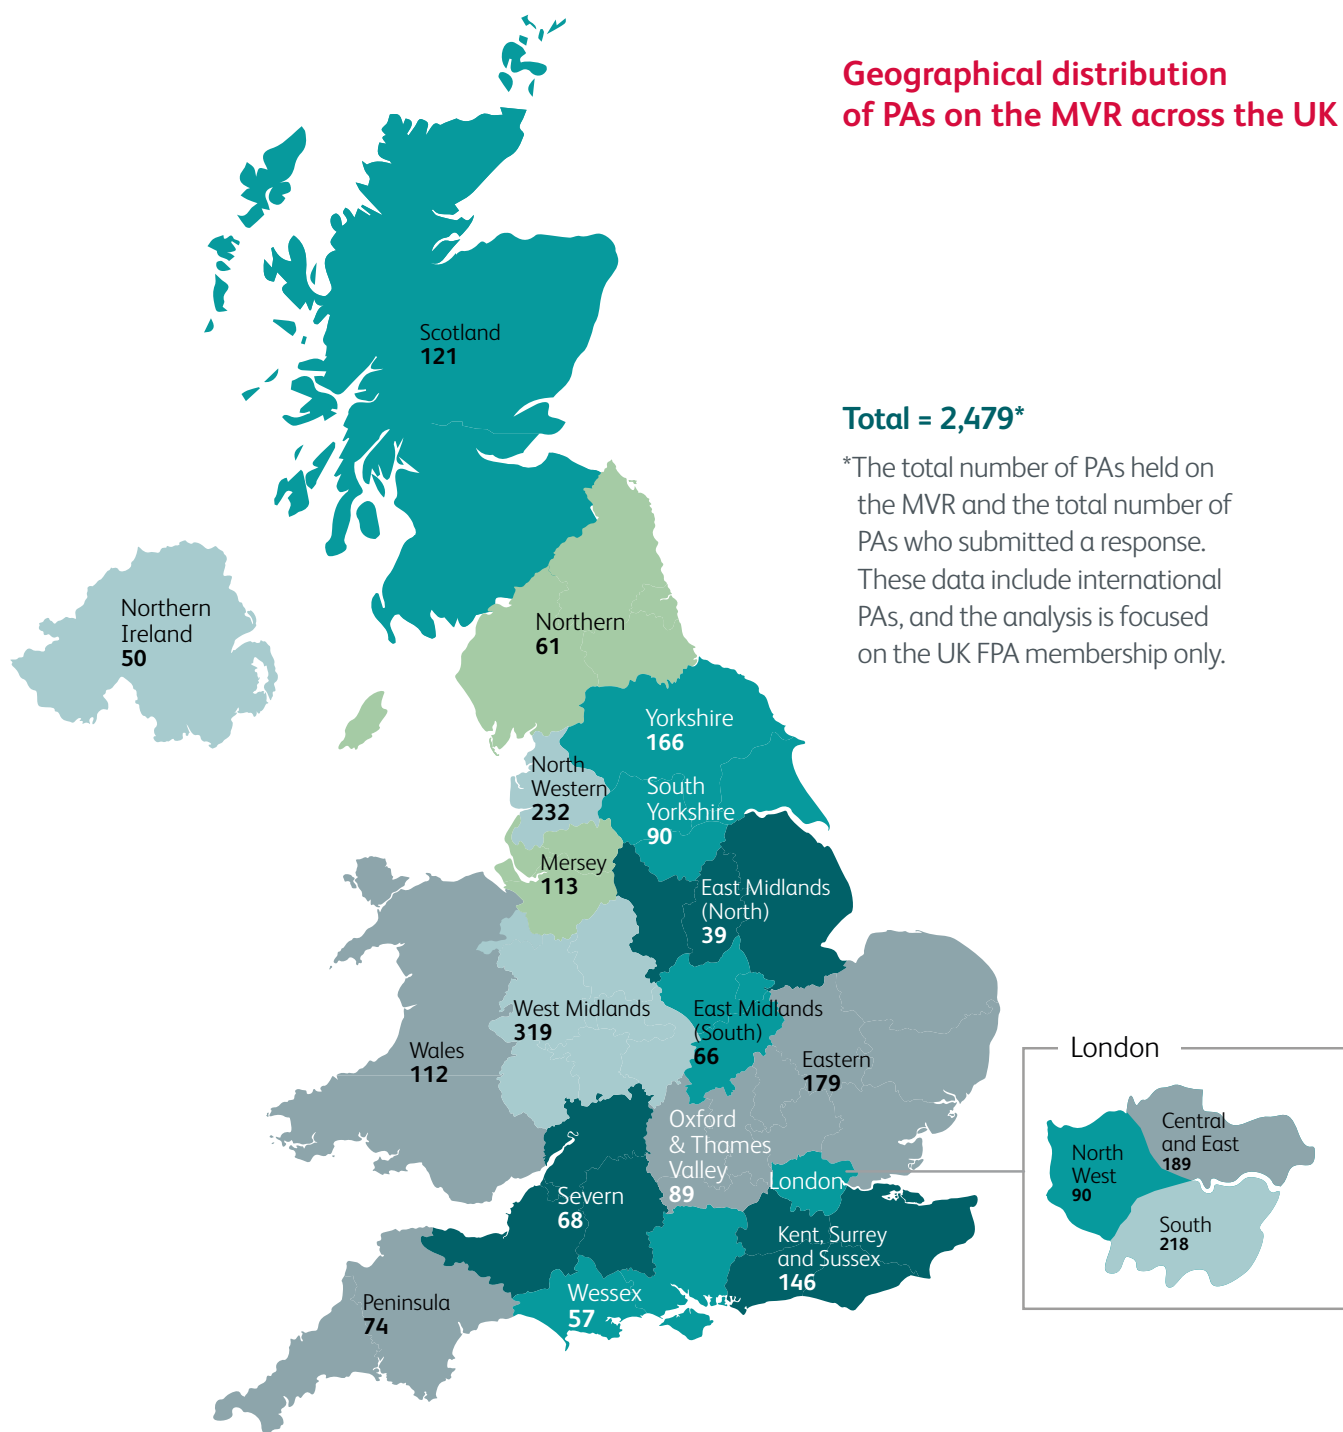 Geographical distribution
of PAs on the MVR across the UK
Scotland
121
Total = 2,479*
*The total number of PAs held on
the MVR and the total number of
PAs who submitted a response.
These data include international
PAs, and the analysis is focused
on the UK FPA membership only.
Northern
Ireland
50
Northern
61
Yorkshire
166
North
Western
232
South
Yorkshire
90
Mersey
113
East Midlands
(North)
39
West Midlands
319
East Midlands
(South)
66
Wales
112
Eastern
179
Oxford
& Thames
Valley
89
London
Severn
68
Kent, Surrey
and Sussex
146
Wessex
57
Peninsula
74
London
Central
and East
189
North
West
90
South
218